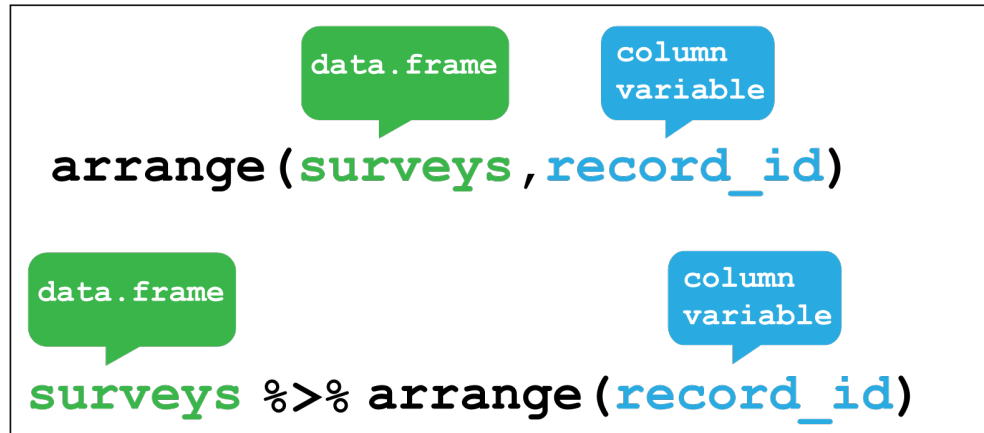 data.frame
column
variable
arrange(surveys,record_id)
data.frame
column
variable
surveys %>% arrange(record_id)